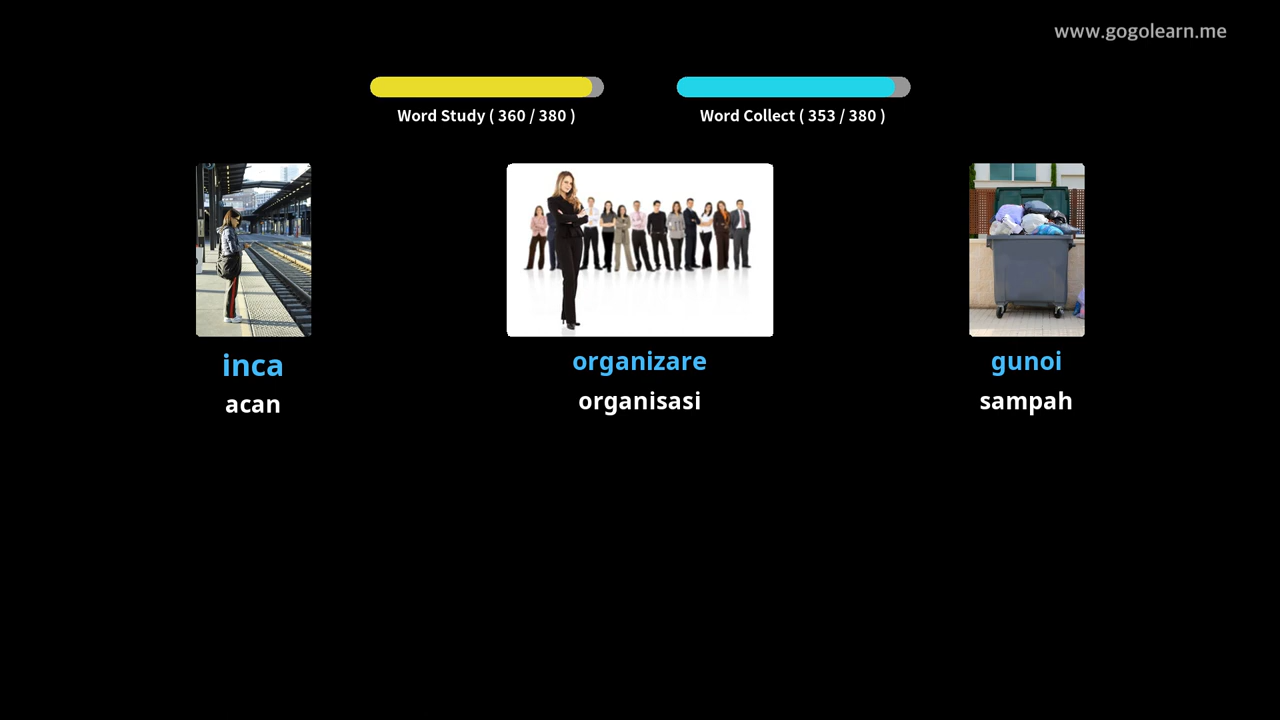 www.gogolearn.me
Word Study ( 360 / 380 )
Word Collect ( 353 / 380 )
inca
organizare
gunoi
acan
organisasi
sampah